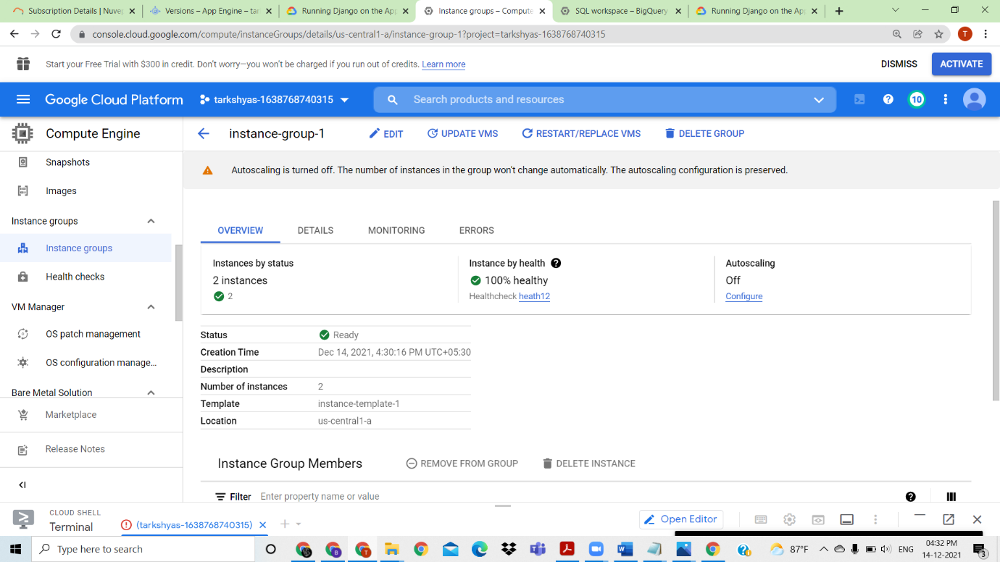 Subscription Details | Nuvep
Versions – App Engine – tar
Running Django on the App
Instance groups – Compute
SQL workspace – BigQuery
Running Django on the App
console.cloud.google.com/compute/instanceGroups/details/us-central1-a/instance-group-1?project=tarkshyas-1638768740315
T
Start your Free Trial with $300 in credit. Don't worry—you won't be charged if you run out of credits. Learn more
DISMISS
ACTIVATE
Google Cloud Platform
tarkshyas-1638768740315
Search products and resources
10
Compute Engine
instance-group-1
EDIT
UPDATE VMS
RESTART/REPLACE VMS
DELETE GROUP
Snapshots
Images
Instance groups
Instance groups
Health checks
VM Manager
OS patch management
OS configuration manage...
Bare Metal Solution
Marketplace
Release Notes
Autoscaling is turned off. The number of instances in the group won't change automatically. The autoscaling configuration is preserved.
OVERVIEW
DETAILS
MONITORING
ERRORS
Instances by status
2 instances
2
Instance by health
100% healthy
Healthcheck heath12
Autoscaling
Off
Configure
Status Ready
Creation Time Dec 14, 2021, 4:30:16 PM UTC+05:30
Description
Number of instances 2
Template instance-template-1
Location us-central1-a
Instance Group Members
REMOVE FROM GROUP
DELETE INSTANCE
Filter Enter property name or value
CLOUD SHELL
Terminal
(tarkshyas-1638768740315)
Open Editor
Type here to search
B
T
87°F
ENG
04:32 PM
14-12-2021
3